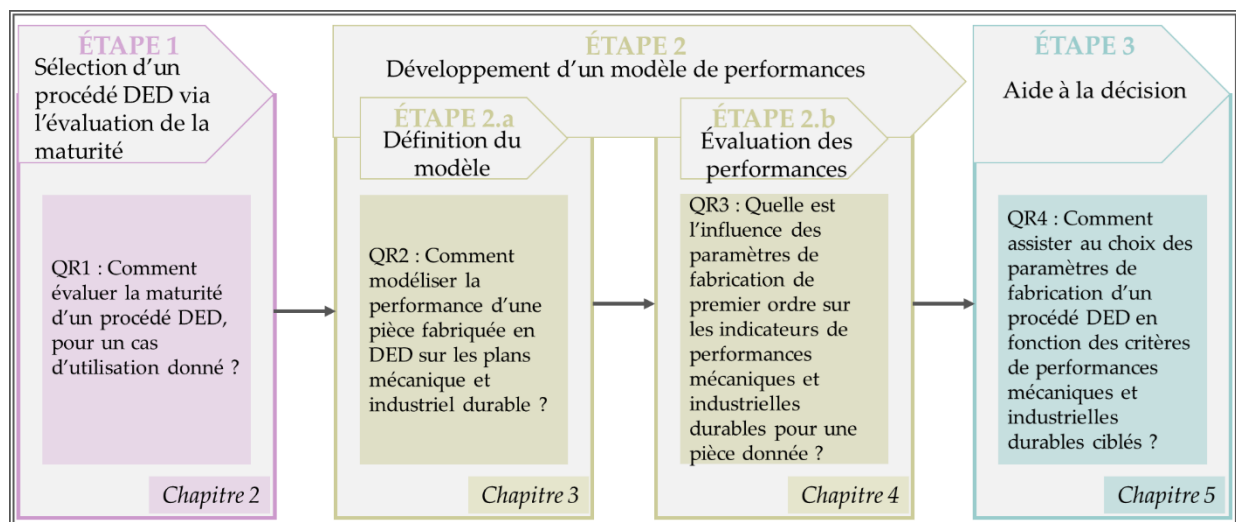 ÉTAPE 1
Sélection d'un
procédé DED via
l'évaluation de la
maturité
QR1 : Comment
évaluer la maturité
d'un procédé DED,
pour un cas
d'utilisation donné ?
Chapitre 2
ÉTAPE 2
Développement d'un modèle de performances
ÉTAPE 2.a
Définition du
modèle
QR2 : Comment
modéliser la
performance d'une
pièce fabriquée en
DED sur les plans
mécanique et
industriel durable ?
Chapitre 3
ÉTAPE 2.b
Évaluation des
performances
QR3 : Quelle est
l'influence des
paramètres de
fabrication de
premier ordre sur
les indicateurs de
performances
mécaniques et
industrielles
durables pour une
pièce donnée ?
Chapitre 4
ÉTAPE 3
Aide à la décision
QR4 : Comment
assister au choix des
paramètres de
fabrication d'un
procédé DED en
fonction des critères
de performances
mécaniques et
industrielles
durables ciblés ?
Chapitre 5